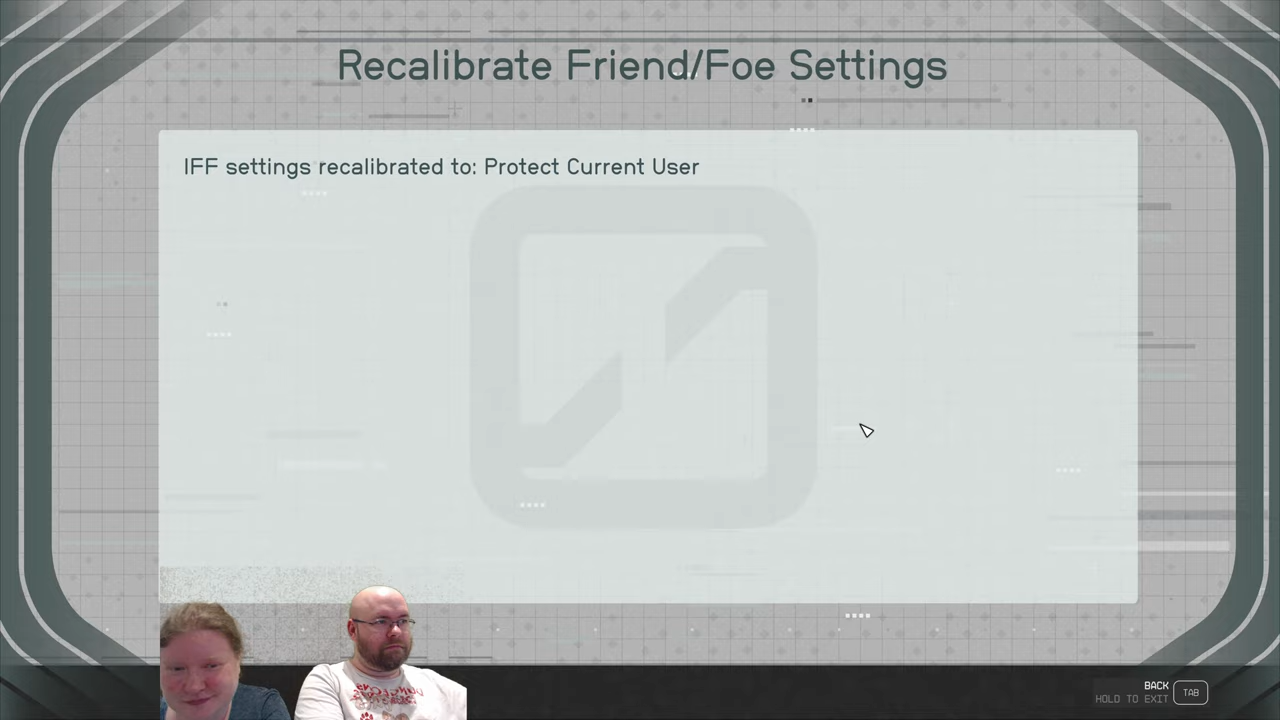 Recalibrate Friend/Foe Settings
IFF settings recalibrated to: Protect Current User
BACK
HOLD TO EXIT
TAB